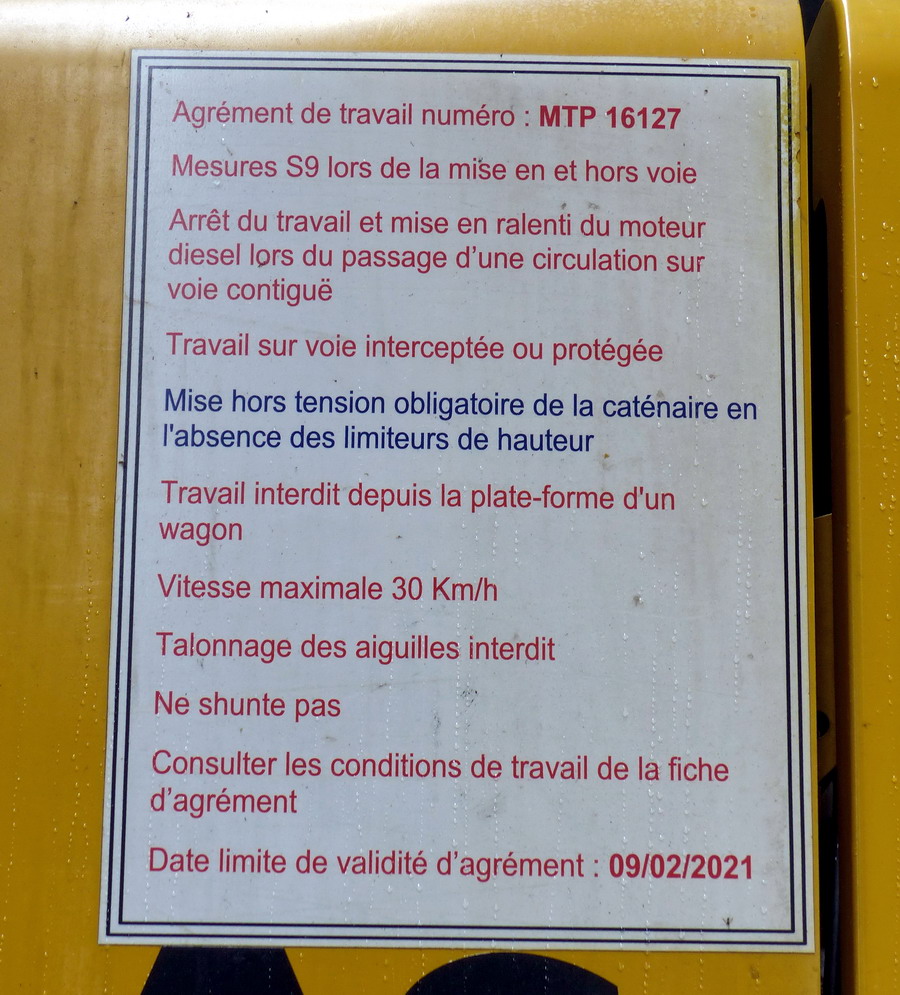 Agrément de travail numéro : MTP 16127
Mesures S9 lors de la mise en et hors voie
Arrêt du travail et mise en ralenti du moteur
diesel lors du passage d’une circulation sur
voie contiguë
Travail sur voie interceptée ou protégée
Mise hors tension obligatoire de la caténaire en
l'absence des limiteurs de hauteur
Travail interdit depuis la plate-forme d'un
wagon
Vitesse maximale 30 Km/h
Talonnage des aiguilles interdit
Ne shunte pas
Consulter les conditions de travail de la fiche
d’agrément
Date limite de validité d’agrément : 09/02/2021